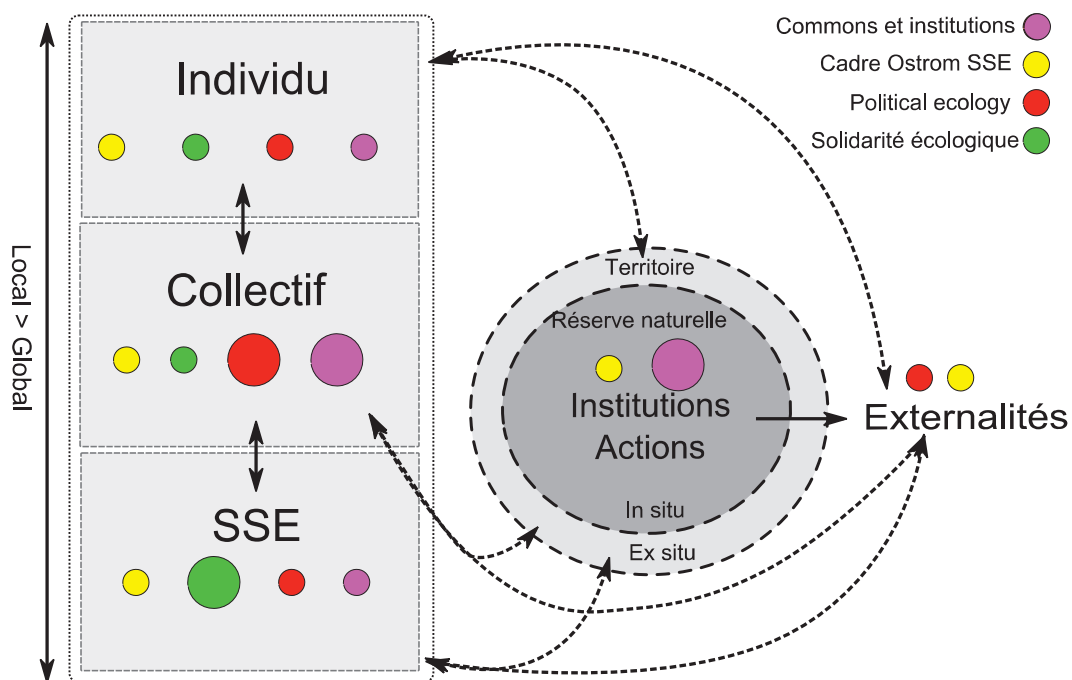 Commons et institutions
Cadre Ostrom SSE
Political ecology
Solidarité écologique
Local > Global
Individu
Collectif
SSE
Territoire
Réserve naturelle
Institutions
Actions
In situ
Ex situ
Externalités